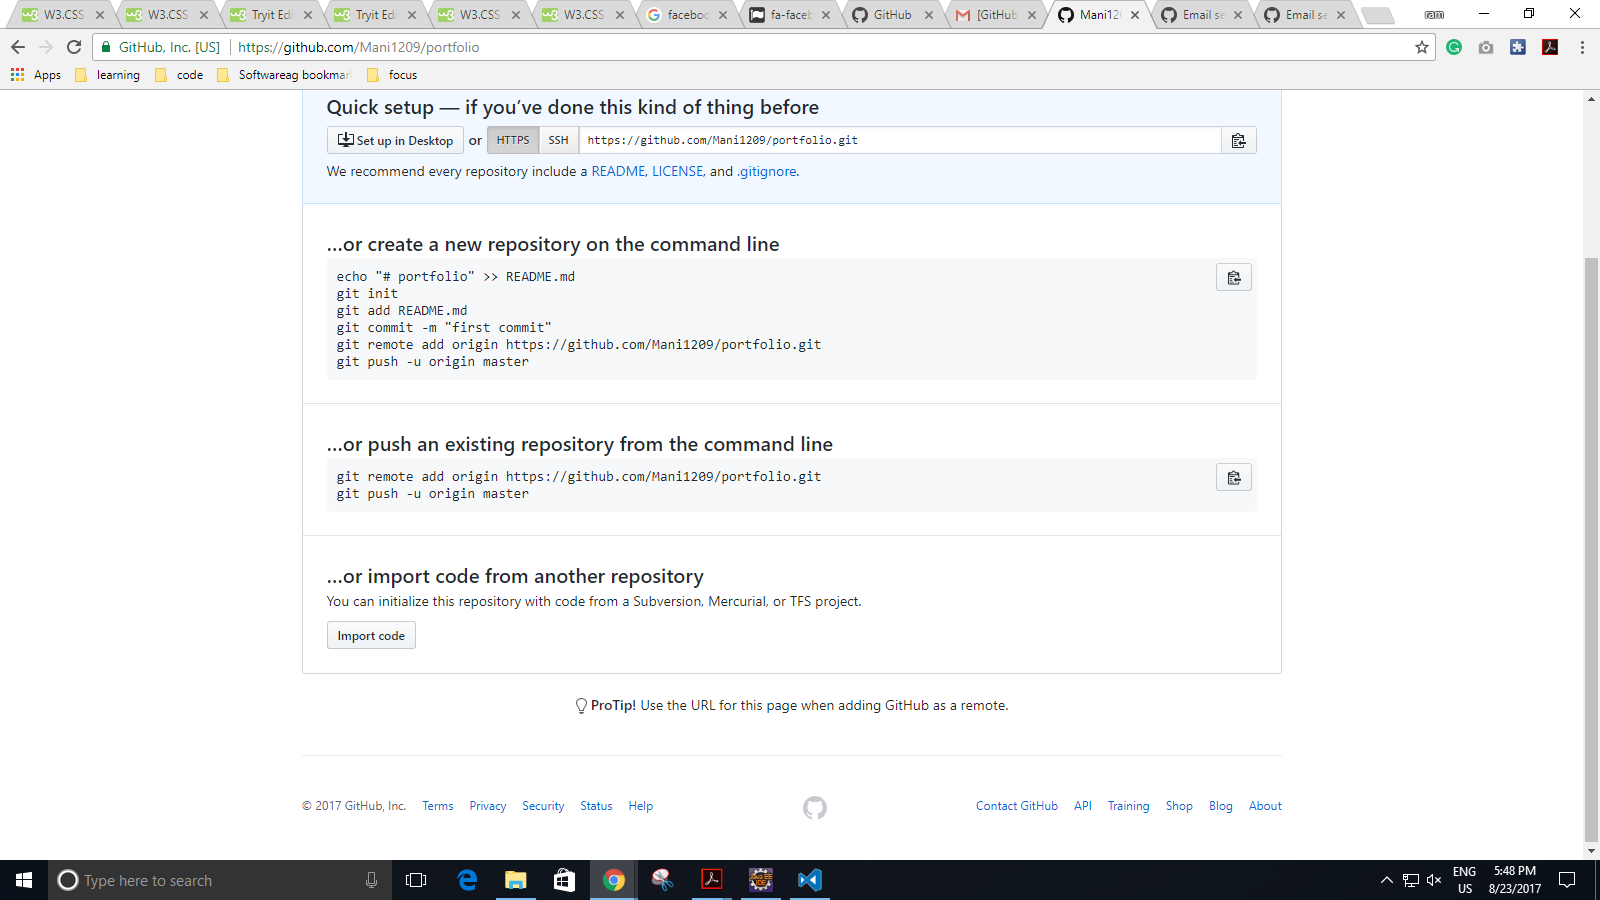 W3.CSS
W3.CSS
Tryit Edi
Tryit Edi
W3.CSS
W3.CSS
faceboo
fa-faceb
GitHub
[GitHub
Mani12
Email se
Email se
ram
GitHub, Inc. [US]
https://github.com/Mani1209/portfolio
Apps
learning
code
Softwareag bookmar
focus
Quick setup — if you’ve done this kind of thing before
Set up in Desktop or HTTPS SSH https://github.com/Mani1209/portfolio.git
We recommend every repository include a README, LICENSE, and .gitignore.
…or create a new repository on the command line
echo "# portfolio" >> README.md
git init
git add README.md
git commit -m "first commit"
git remote add origin https://github.com/Mani1209/portfolio.git
git push -u origin master
…or push an existing repository from the command line
git remote add origin https://github.com/Mani1209/portfolio.git
git push -u origin master
…or import code from another repository
You can initialize this repository with code from a Subversion, Mercurial, or TFS project.
Import code
ProTip! Use the URL for this page when adding GitHub as a remote.
© 2017 GitHub, Inc. Terms Privacy Security Status Help
Contact GitHub API Training Shop Blog About
Type here to search
ENG
US
5:48 PM
8/23/2017